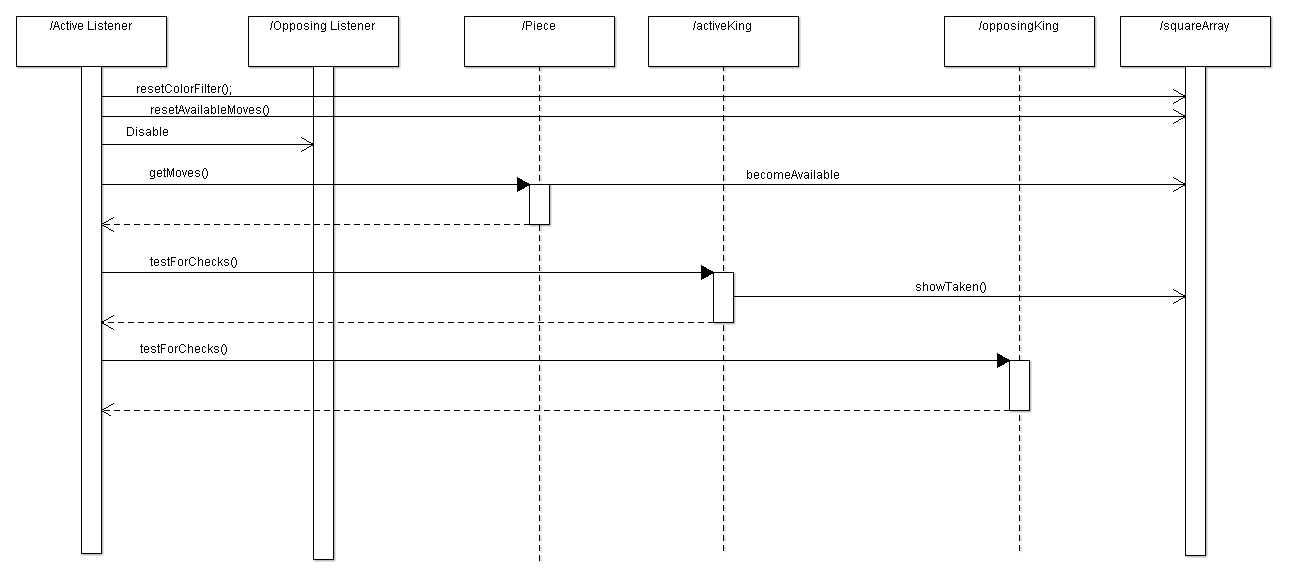 /Active Listener
/Opposing Listener
/Piece
/activeKing
/opposingKing
/squareArray
resetColorFilter();
resetAvailableMoves()
Disable
getMoves()
becomeAvailable
testForChecks()
showTaken()
testForChecks()